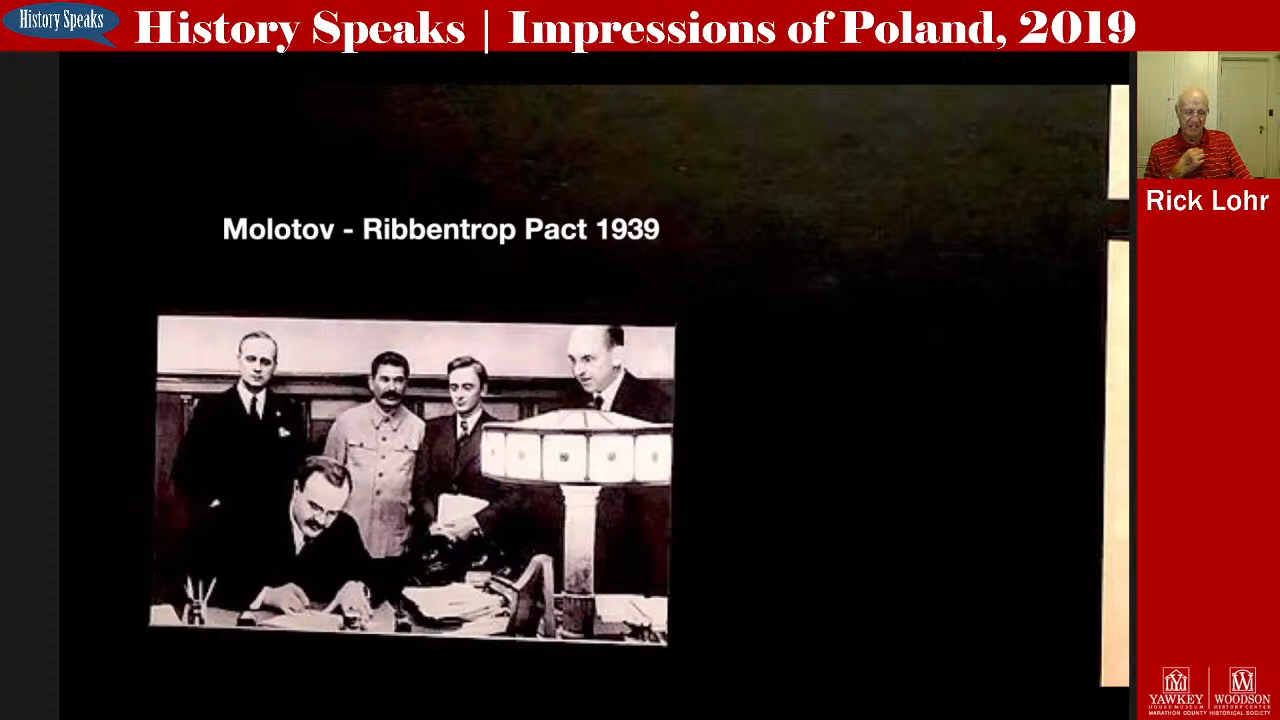 History Speaks
History Speaks | Impressions of Poland, 2019
Molotov - Ribbentrop Pact 1939
Rick Lohr
YAWKEY
HOUSE MUSEUM
WOODSON
HISTORY CENTER
MARATHON COUNTY HISTORICAL SOCIETY